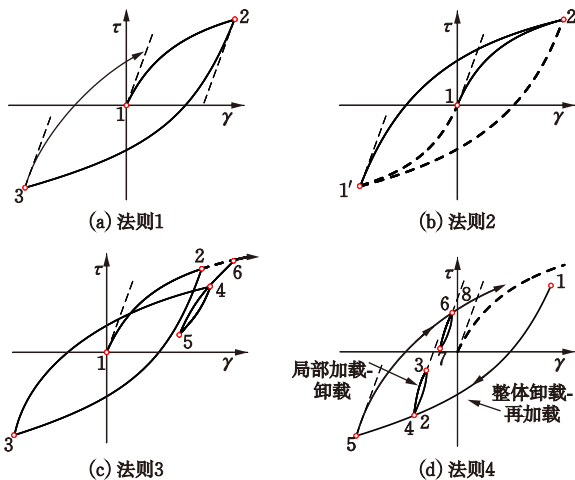 τ
2
1
γ
3
(a) 法则1
τ
2
1
γ
1′
(b) 法则2
τ
2
6
4
5
1
γ
3
(c) 法则3
τ
8
1
6
7
γ
局部加载-
卸载
3
整体卸载-
再加载
4
2
5
(d) 法则4